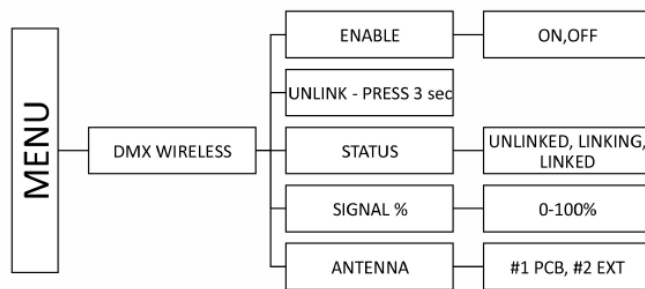 MENU
DMX WIRELESS
ENABLE
ON,OFF
UNLINK - PRESS 3 sec
STATUS
UNLINKED, LINKING,
LINKED
SIGNAL %
0-100%
ANTENNA
#1 PCB, #2 EXT